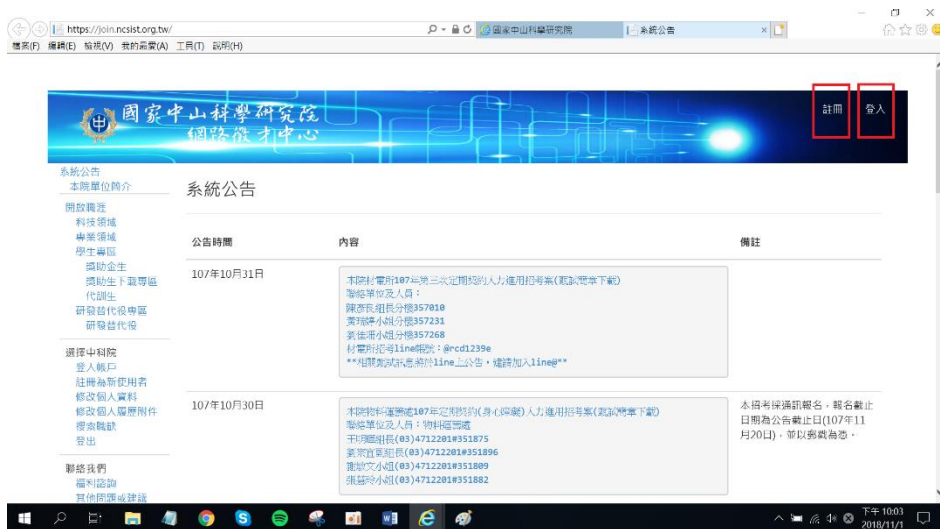 https://join.ncsist.org.tw/
國家中山科學研究院
系統公告
檔案(F) 編輯(E) 檢視(V) 我的最愛(A) 工具(T) 說明(H)
國家中山科學研究院
網路徵才中心
註冊
登入
系統公告
本院單位簡介
開啟職涯
科技領域
專業領域
學生專區
獎助金生
獎助生下載專區
代訓生
研發替代役專區
研發替代役
選擇中科院
登入帳戶
註冊為新使用者
修改個人資料
修改個人履歷附件
搜索職缺
登出
聯絡我們
福利諮詢
其他問題或建議
系統公告
公告時間
內容
備註
107年10月31日
本院材電所107年第三次定期契約人力進用招考案(甄試簡章下載)
聯絡單位及人員:
陳彥民組長分機357010
黃瑞婷小姐分機357231
劉佳珊小姐分機357268
材電所招考line帳號:@rcd1239e
**相關甄試訊息將於line上公告,建請加入line@**
107年10月30日
本院物料運籌處107年定期契約(身心障礙)人力進用招考案(甄試簡章下載)
聯絡單位及人員:物料運籌處
王明組長(03)4712201#351875
劉宗宜副組長(03)4712201#351896
謝敏文小姐(03)4712201#351809
張慧玲小姐(03)4712201#351882
本招考採通訊報名,報名截止
日期為公告截止日(107年11
月20日),並以郵戳為憑。
下午 10:03
2018/11/1